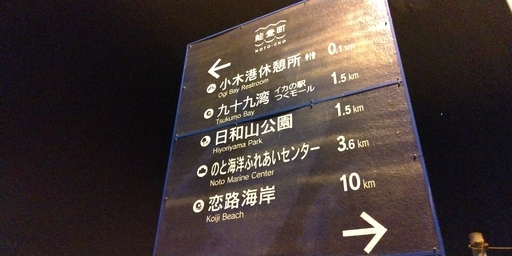 能登町
NOTO-CHO
←
小木港休憩所 0.1km
Ogi Bay Restroom
九十九湾 イカの駅 つくモール 1.5km
Tsukumo Bay
日和山公園 1.5km
Hiyoriyama Park
のと海洋ふれあいセンター 3.6km
Noto Marine Center
恋路海岸 10km
Koiji Beach
→